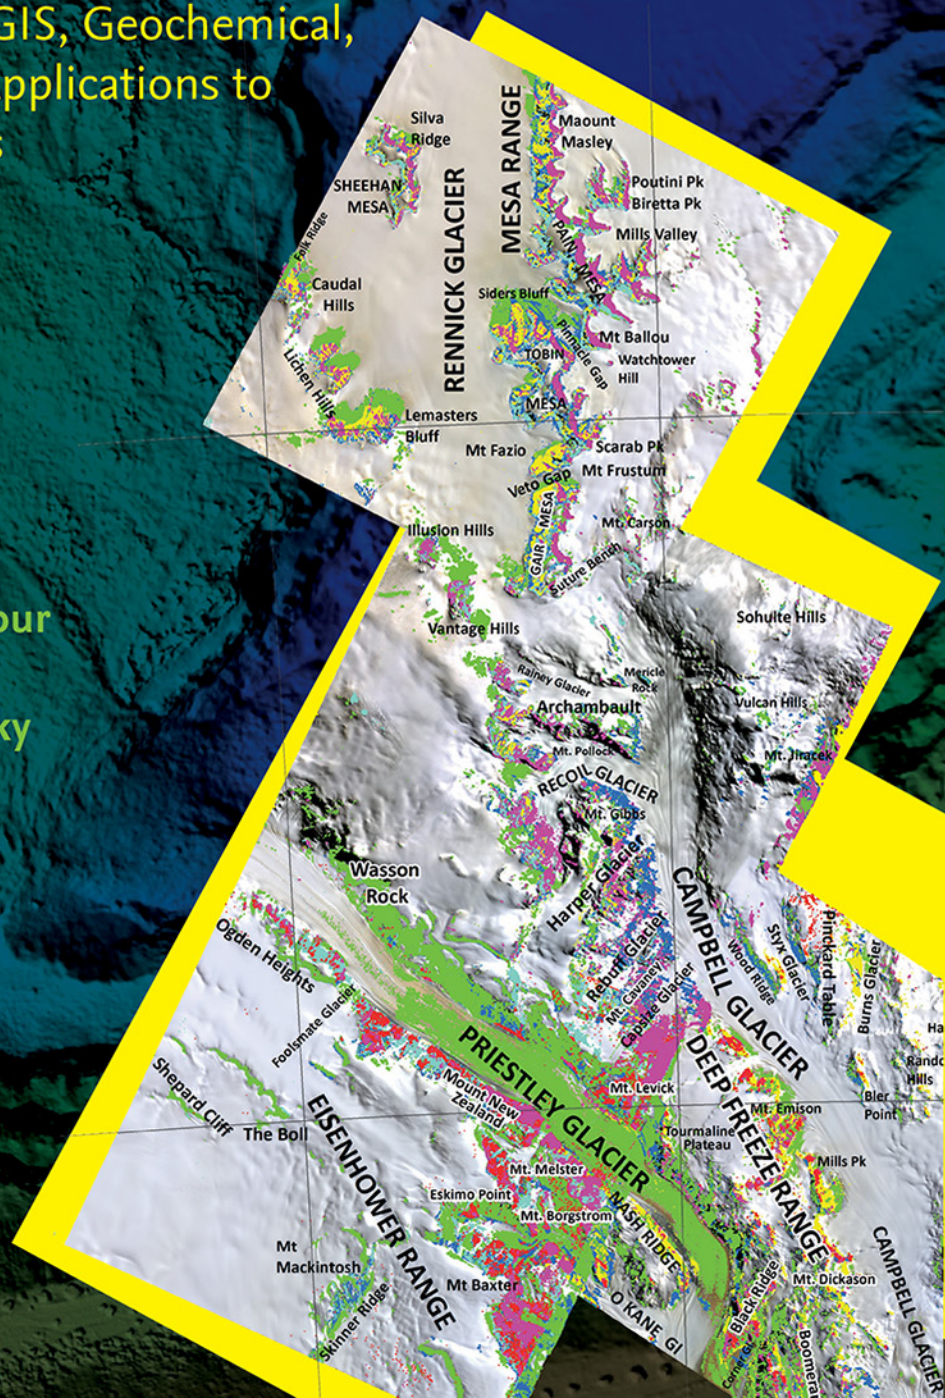 GIS, Geochemical,
pplications to
s
our
ky
Silva
Ridge
SHEEHAN
MESA
Folk Ridge
Caudal
Hills
Lichen Hills
Lemasters
Bluff
RENNICK GLACIER
MESA RANGE
Maount
Masley
Poutini Pk
Biretta Pk
Mills Valley
PAIN MESA
Siders Bluff
Pinnacle Gap
Mt Ballou
TOBIN
Watchtower
Hill
MESA
Scarab Pk
Mt Fazio
Mt Frustum
Veto Gap
GAIR MESA
Mt. Carson
Illusion Hills
Suture Bench
Vantage Hills
Sohulte Hills
Rainey Glacier
Mericle
Rock
Archambault
Vulcan Hills
Mt. Pollock
Mt. Jiracek
RECOIL GLACIER
Mt. Gibbs
Harper Glacier
Wasson
Rock
CAMPBELL GLACIER
Ogden Heights
Rebuff Glacier
Mt. Cavaney
Capsize Glacier
Wood Ridge
Styx Glacier
Pinckard Table
Burns Glacier
Ha
Rando
Hills
Foolsmate Glacier
PRIESTLEY GLACIER
DEEP FREEZE RANGE
Shepard Cliff
The Boll
Mount New
Zealand
Mt. Levick
Mt. Emison
Bler
Point
Tourmaline
Plateau
EISENHOWER RANGE
Mt. Melster
Mills Pk
Eskimo Point
Mt. Borgstrom
NASH RIDGE
Mt
Mackintosh
Mt Baxter
Skinner Ridge
O KANE Gl
Black Ridge
Mt. Dickason
CAMPBELL GLACIER
Corner Gl
Boomera